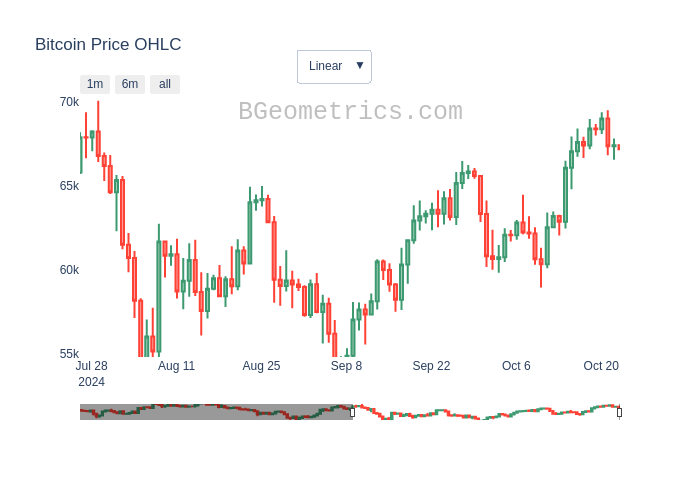 Bitcoin Price OHLC
Linear ▼
1m 6m all
BGeometrics.com
70k
65k
60k
55k
Jul 28 Aug 11 Aug 25 Sep 8 Sep 22 Oct 6 Oct 20
2024